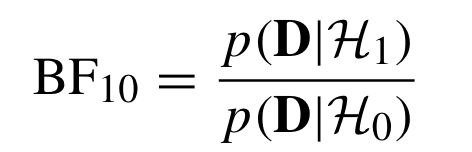 BF₁₀ = p(𝐃|ℋ₁) / p(𝐃|ℋ₀)